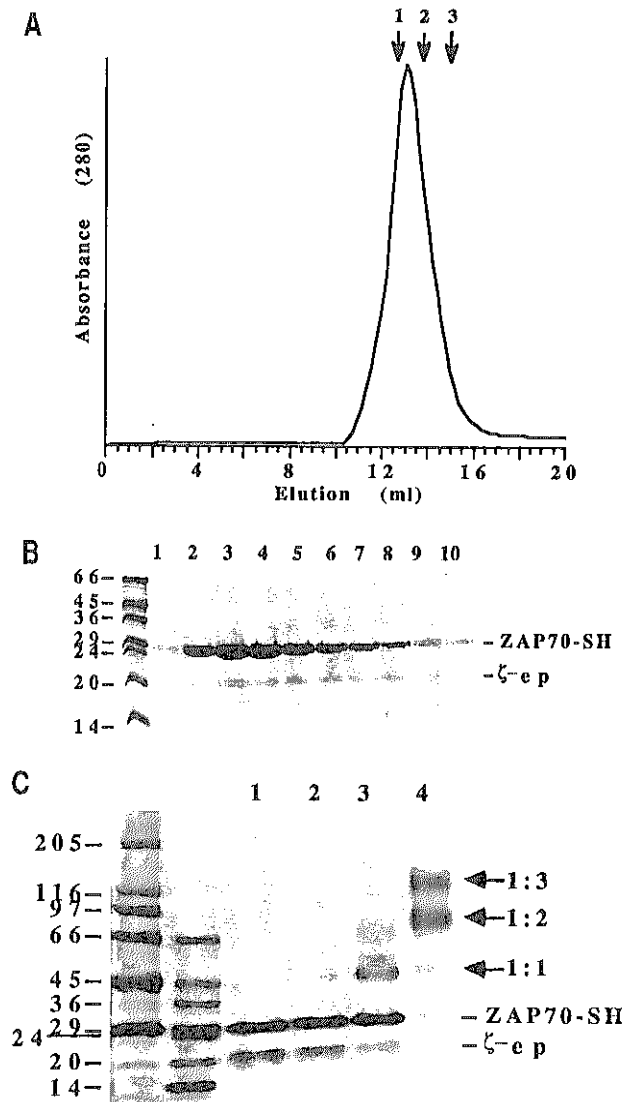 A
1 2 3
Absorbance (280)
0 4 8 12 16 20
Elution (ml)
B
1 2 3 4 5 6 7 8 9 10
66-
45-
36-
29-
24-
20-
14-
-ZAP70-SH
-ζ-ep
C
1 2 3 4
205-
116-
97-
66-
45-
36-
29-
24-
20-
14-
1:3
1:2
1:1
- ZAP70-SH
- ζ-ep